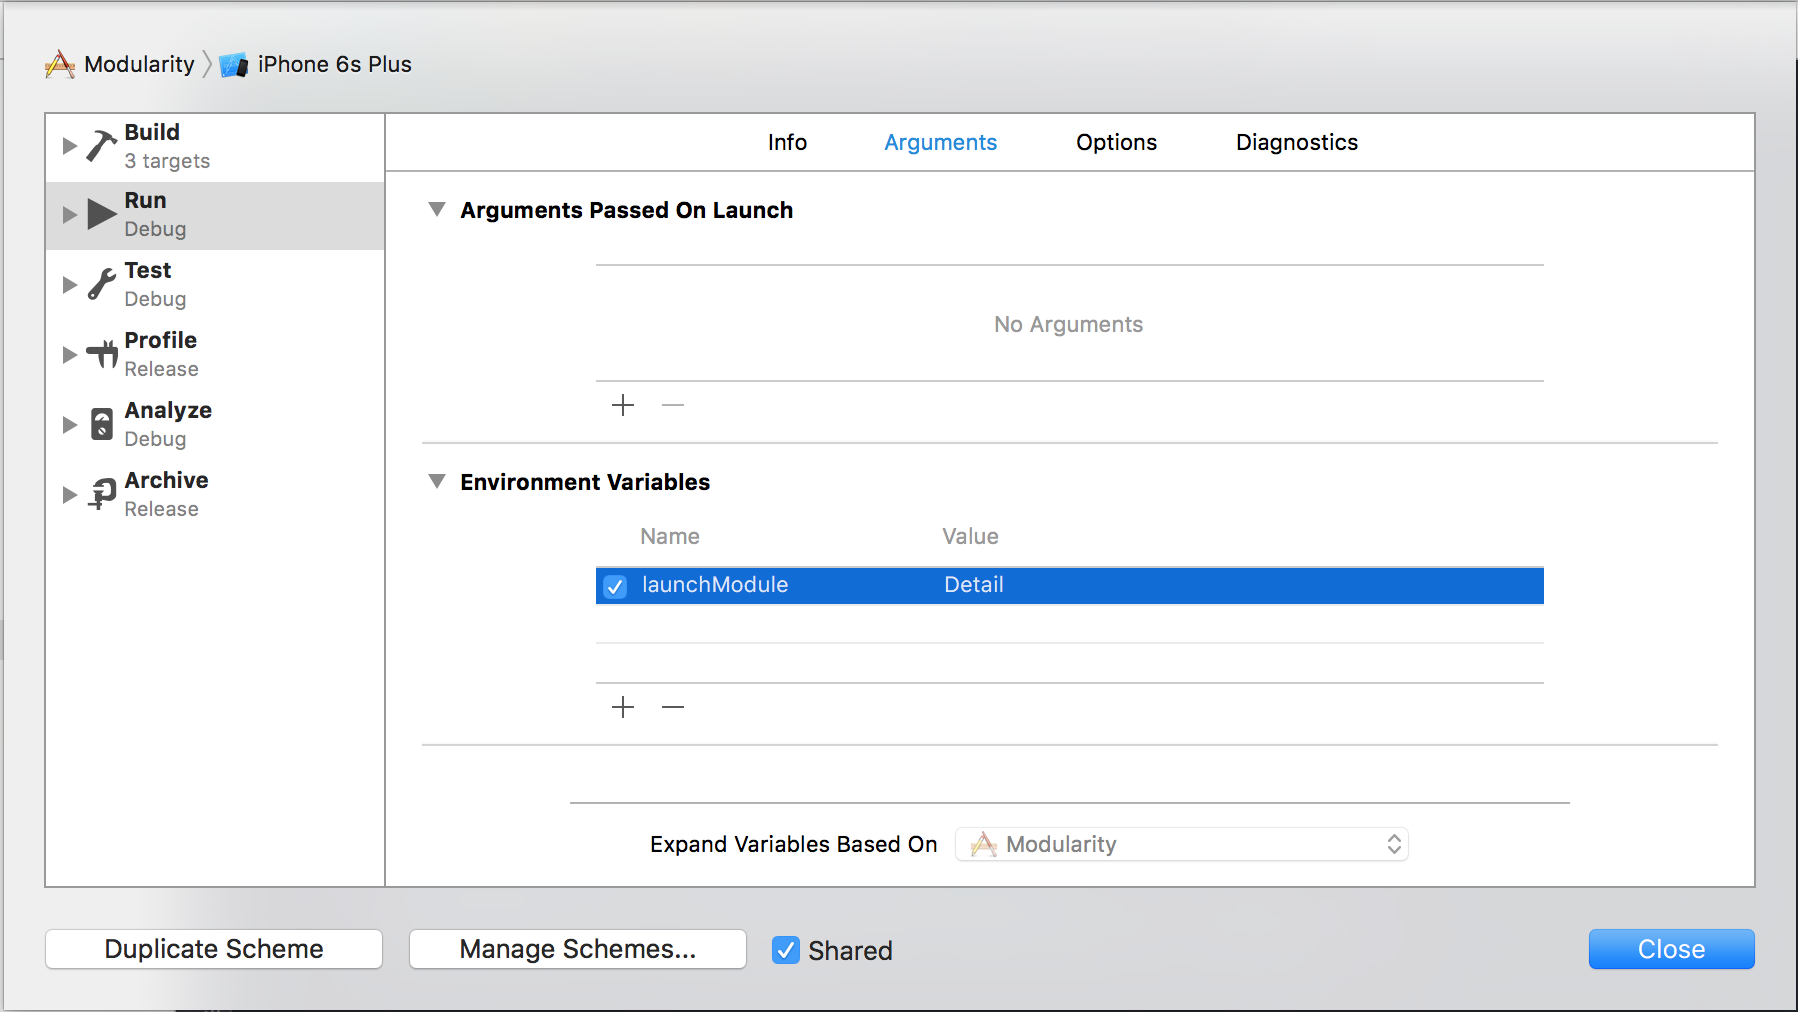 Modularity iPhone 6s Plus
Build
3 targets
Run
Debug
Test
Debug
Profile
Release
Analyze
Debug
Archive
Release
Info Arguments Options Diagnostics
Arguments Passed On Launch
No Arguments
Environment Variables
Name Value
launchModule Detail
Expand Variables Based On Modularity
Duplicate Scheme Manage Schemes... Shared Close